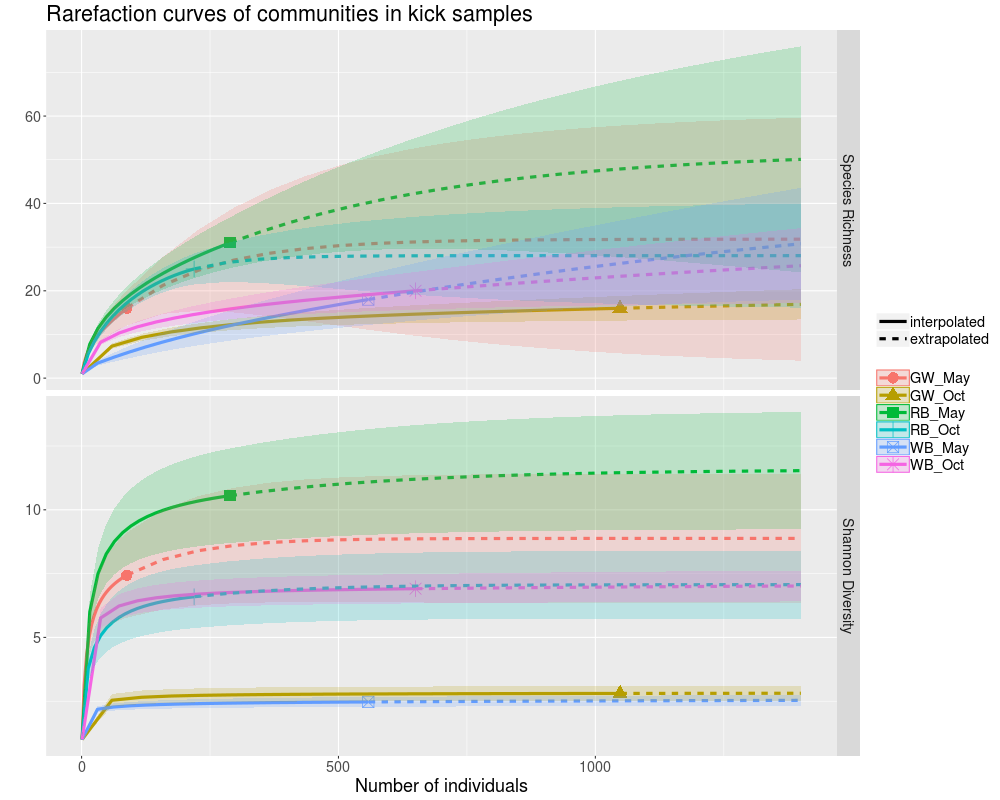 Rarefaction curves of communities in kick samples
60
40
20
0
Species Richness
10
5
Shannon Diversity
0
500
1000
Number of individuals
interpolated
extrapolated
GW_May
GW_Oct
RB_May
RB_Oct
WB_May
WB_Oct